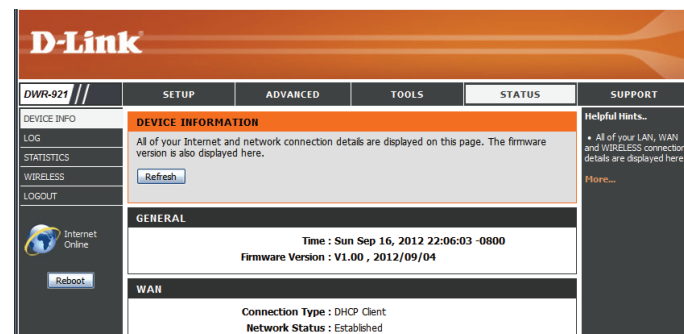 D-Link
DWR-921 SETUP ADVANCED TOOLS STATUS SUPPORT
DEVICE INFO
LOG
STATISTICS
WIRELESS
LOGOUT
Internet
Online
Reboot
DEVICE INFORMATION
All of your Internet and network connection details are displayed on this page. The firmware
version is also displayed here.
Refresh
GENERAL
Time : Sun Sep 16, 2012 22:06:03 -0800
Firmware Version : V1.00 , 2012/09/04
WAN
Connection Type : DHCP Client
Network Status : Established
Helpful Hints..
• All of your LAN, WAN
and WIRELESS connection
details are displayed here
More...